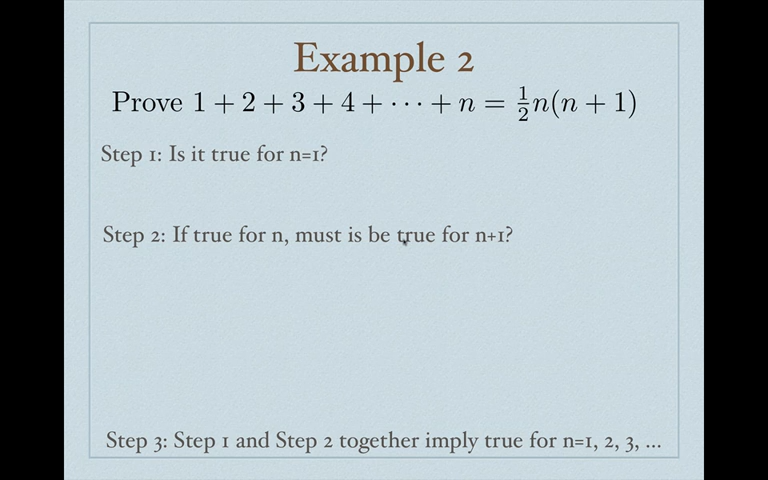 Example 2
Prove 1 + 2 + 3 + 4 + ··· + n = ½n(n + 1)
Step 1: Is it true for n=1?
Step 2: If true for n, must is be true for n+1?
Step 3: Step 1 and Step 2 together imply true for n=1, 2, 3, ...